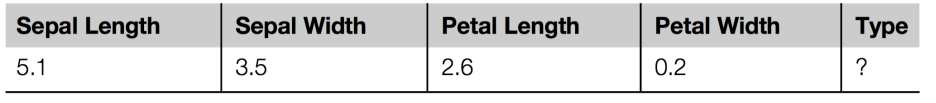 Sepal Length Sepal Width Petal Length Petal Width Type
5.1 3.5 2.6 0.2 ?